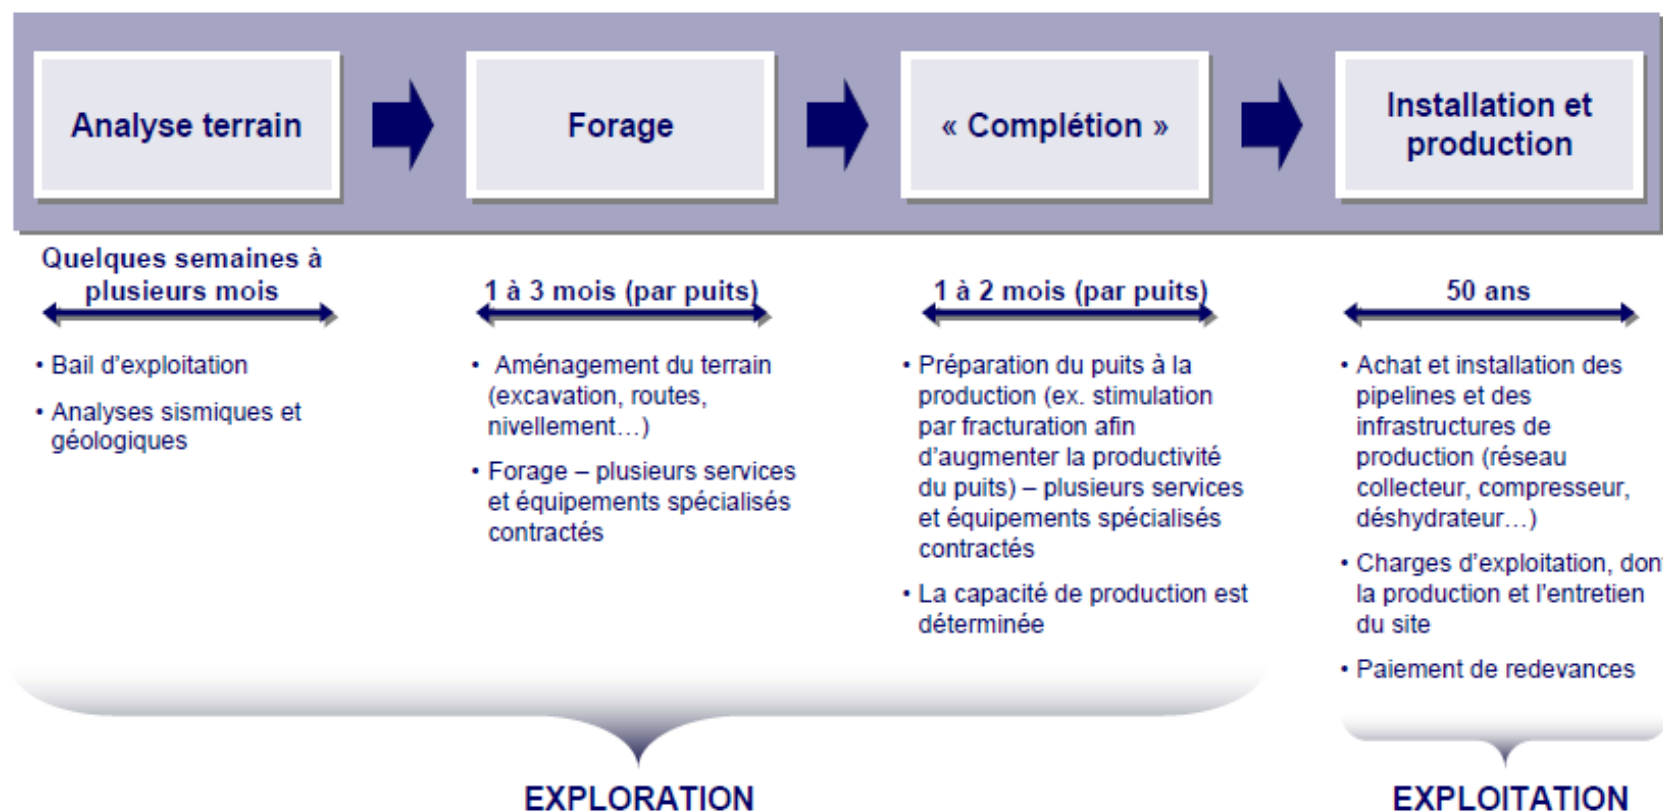 Analyse terrain
Forage
« Complétion »
Installation et
production
Quelques semaines à
plusieurs mois
1 à 3 mois (par puits)
1 à 2 mois (par puits)
50 ans
• Bail d'exploitation
• Analyses sismiques et
géologiques
• Aménagement du terrain
(excavation, routes,
nivellement…)
• Forage – plusieurs services
et équipements spécialisés
contractés
• Préparation du puits à la
production (ex. stimulation
par fracturation afin
d'augmenter la productivité
du puits) – plusieurs services
et équipements spécialisés
contractés
• La capacité de production est
déterminée
• Achat et installation des
pipelines et des
infrastructures de
production (réseau
collecteur, compresseur,
déshydrateur…)
• Charges d'exploitation, dont
la production et l'entretien
du site
• Paiement de redevances
EXPLORATION
EXPLOITATION